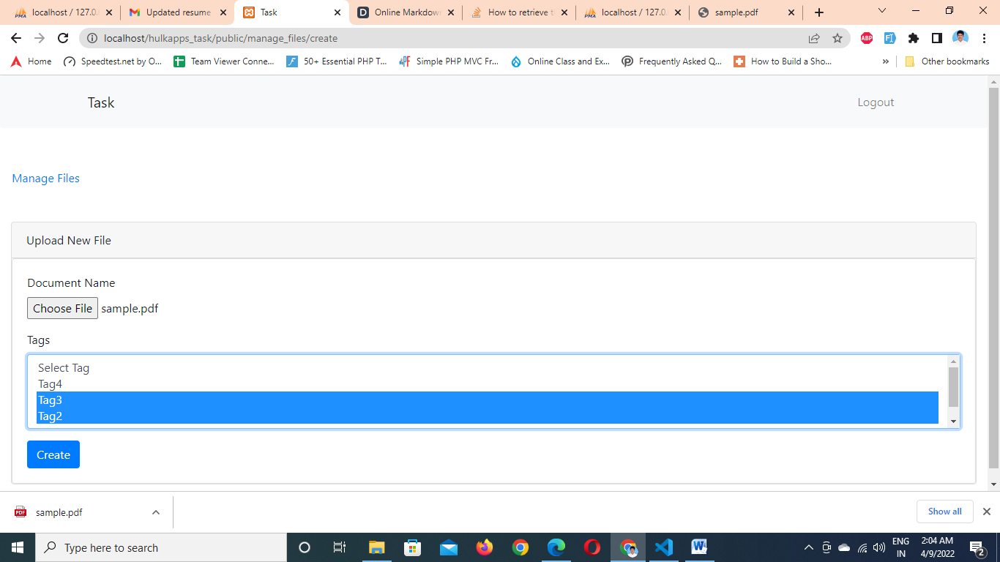 localhost / 127.0. Updated resume Task Online Markdown How to retrieve t localhost / 127.0. sample.pdf
localhost/hulkapps_task/public/manage_files/create ABP
Home Speedtest.net by O... Team Viewer Conne... 50+ Essential PHP T... Simple PHP MVC Fr... Online Class and Ex... Frequently Asked Q... How to Build a Sho... » Other bookmarks
Task Logout
Manage Files
Upload New File
Document Name
Choose File sample.pdf
Tags
Select Tag
Tag4
Tag3
Tag2
Create
PDF sample.pdf Show all
Type here to search ENG 2:04 AM
IN 4/9/2022 2